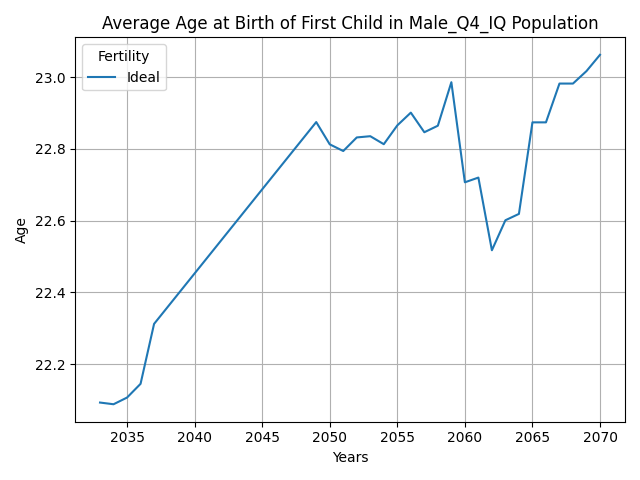 Average Age at Birth of First Child in Male_Q4_IQ Population
Fertility
Ideal
23.0
22.8
22.6
22.4
22.2
Age
2035 2040 2045 2050 2055 2060 2065 2070
Years